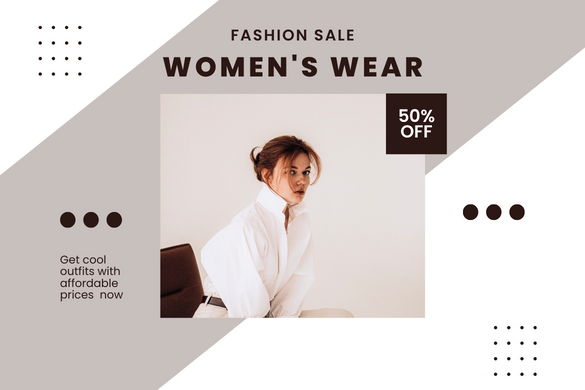 FASHION SALE
WOMEN'S WEAR
50%
OFF
Get cool
outfits with
affordable
prices  now